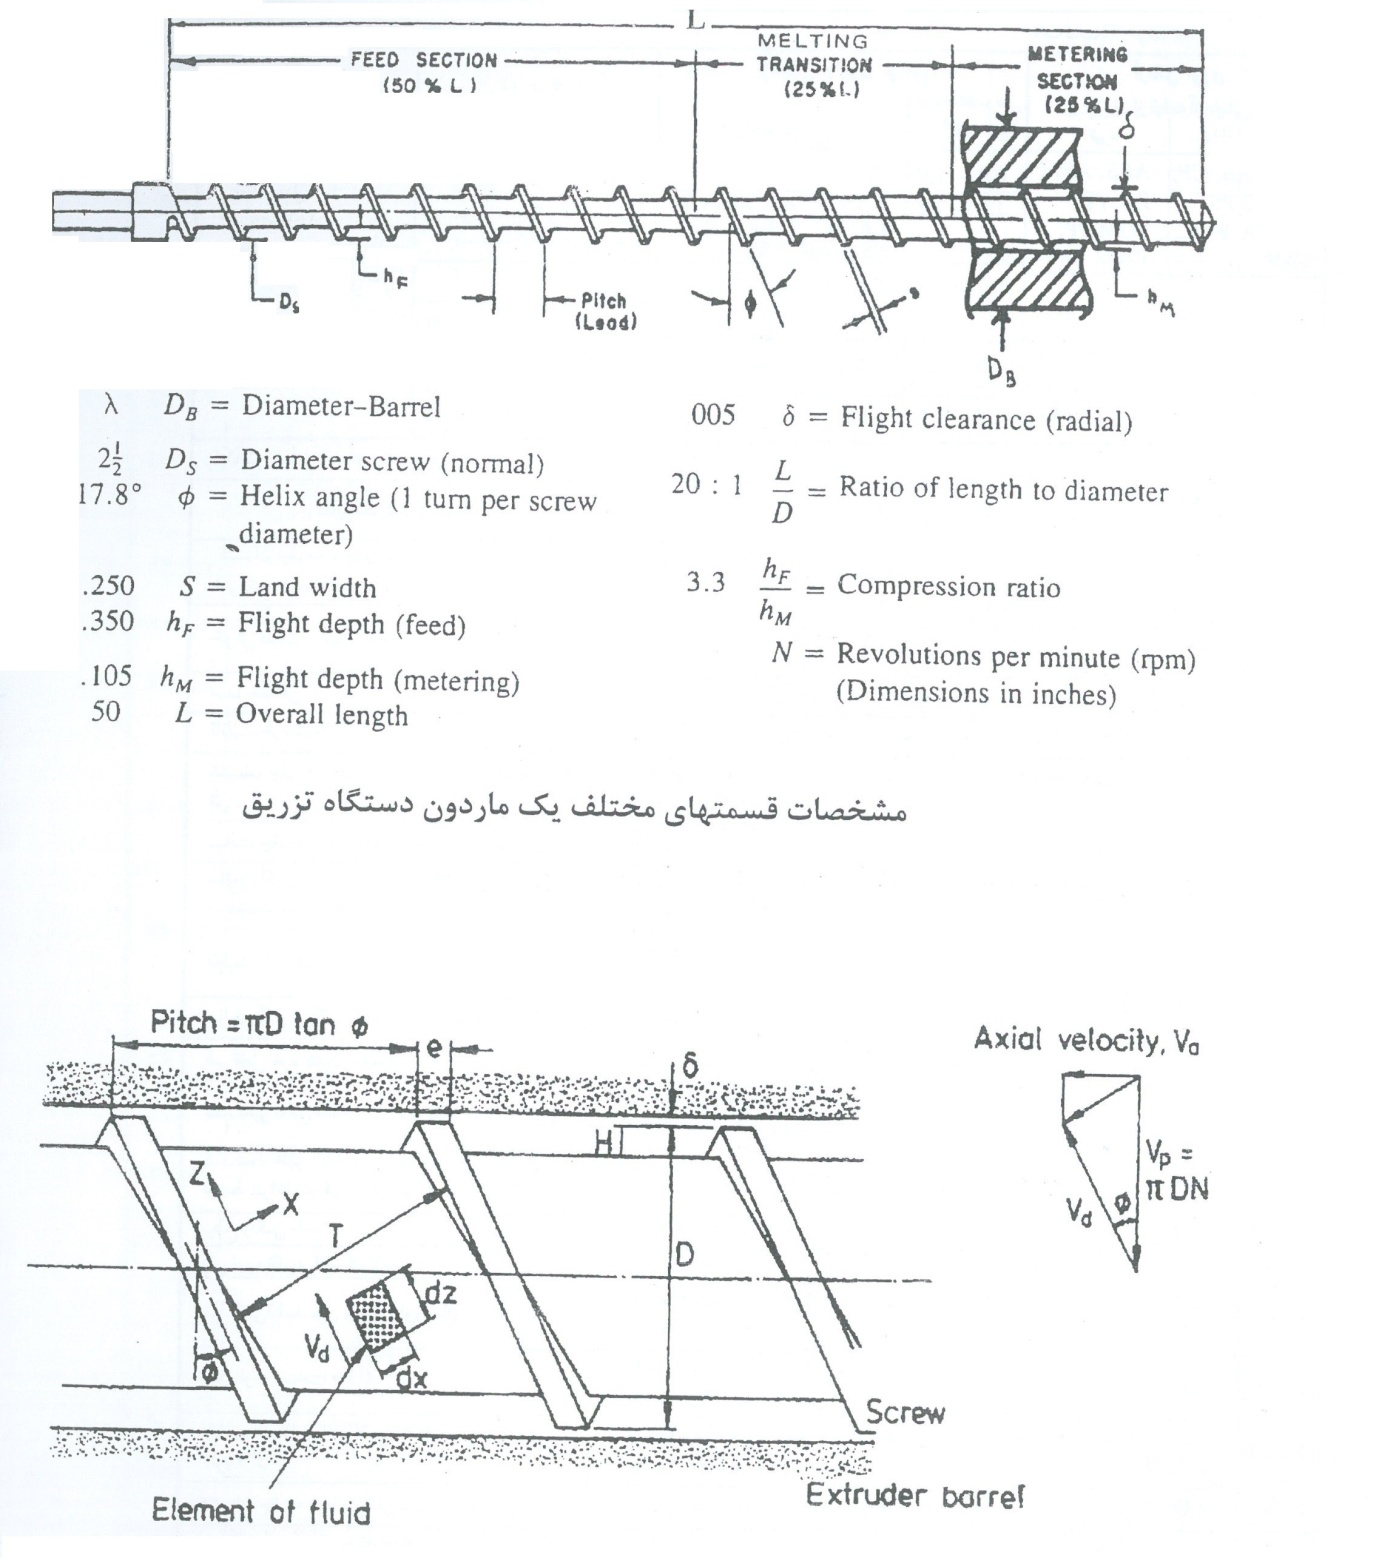 L
FEED SECTION
(50 % L)
MELTING
TRANSITION
(25%L)
METERING
SECTION
(25%L)
δ
D_S
h_F
Pitch
(Lead)
ϕ
s
h_M
D_B
λ D_B = Diameter–Barrel
2½ D_S = Diameter screw (normal)
17.8° ϕ = Helix angle (1 turn per screw
diameter)
.250 S = Land width
.350 h_F = Flight depth (feed)
.105 h_M = Flight depth (metering)
50 L = Overall length
005 δ = Flight clearance (radial)
20 : 1 L/D = Ratio of length to diameter
3.3 h_F/h_M = Compression ratio
N = Revolutions per minute (rpm)
(Dimensions in inches)
مشخصات قسمتهای مختلف یک ماردون دستگاه تزریق
Pitch = πD tan ϕ
e
δ
H
Z
X
T
D
V_d
dz
dx
ϕ
Screw
Element of fluid
Extruder barrel
Axial velocity, V_a
V_p =
π DN
V_d
ϕ